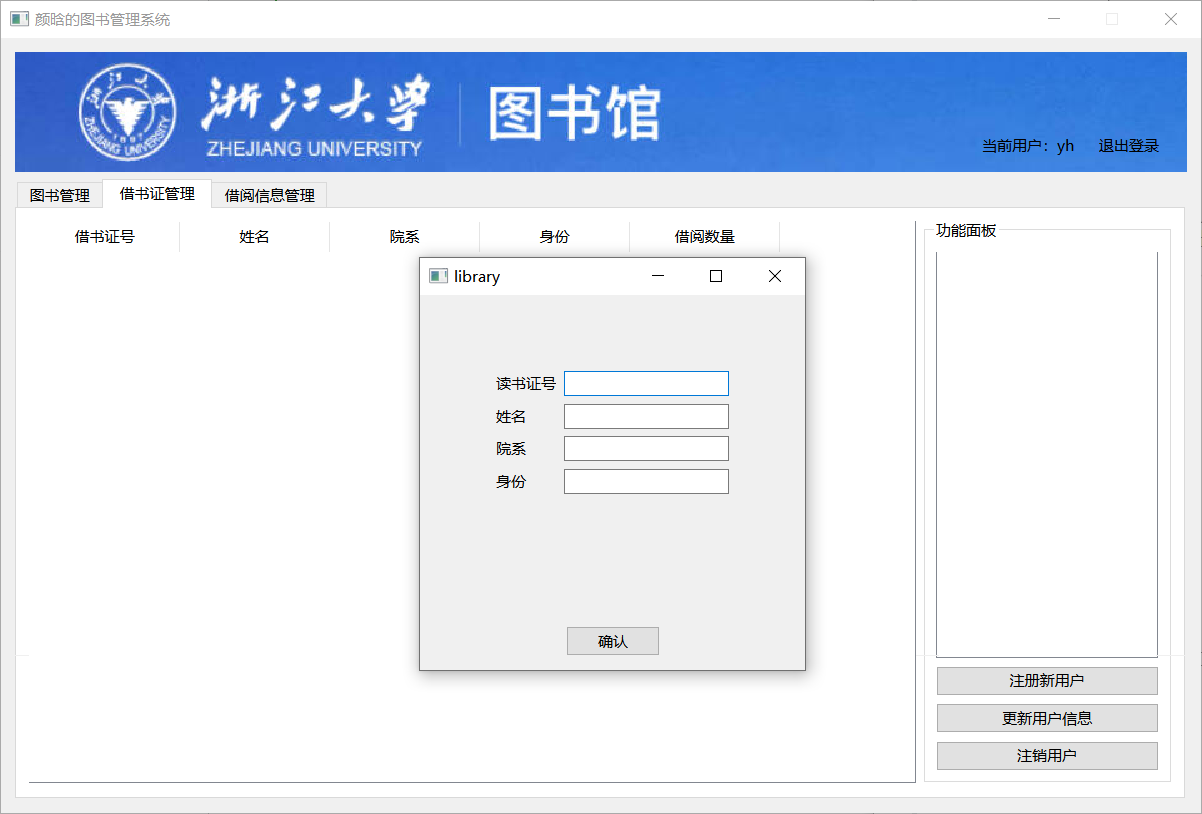 颜晗的图书管理系统
浙江大学
ZHEJIANG UNIVERSITY
图书馆
当前用户：yh 退出登录
图书管理 借书证管理 借阅信息管理
借书证号 姓名 院系 身份 借阅数量
功能面板
library
读书证号
姓名
院系
身份
确认
注册新用户
更新用户信息
注销用户